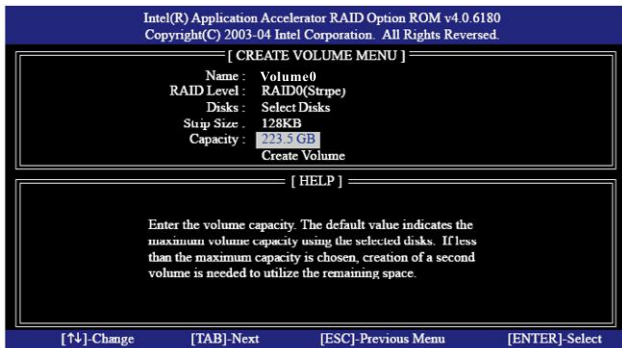 Intel(R) Application Accelerator RAID Option ROM v4.0.6180
Copyright(C) 2003-04 Intel Corporation. All Rights Reversed.
[ CREATE VOLUME MENU ]
Name : Volume0
RAID Level : RAID0(Stripe)
Disks : Select Disks
Strip Size : 128KB
Capacity : 223.5 GB
Create Volume
[ HELP ]
Enter the volume capacity. The default value indicates the
maximum volume capacity using the selected disks. If less
than the maximum capacity is chosen, creation of a second
volume is needed to utilize the remaining space.
[↑↓]-Change [TAB]-Next [ESC]-Previous Menu [ENTER]-Select